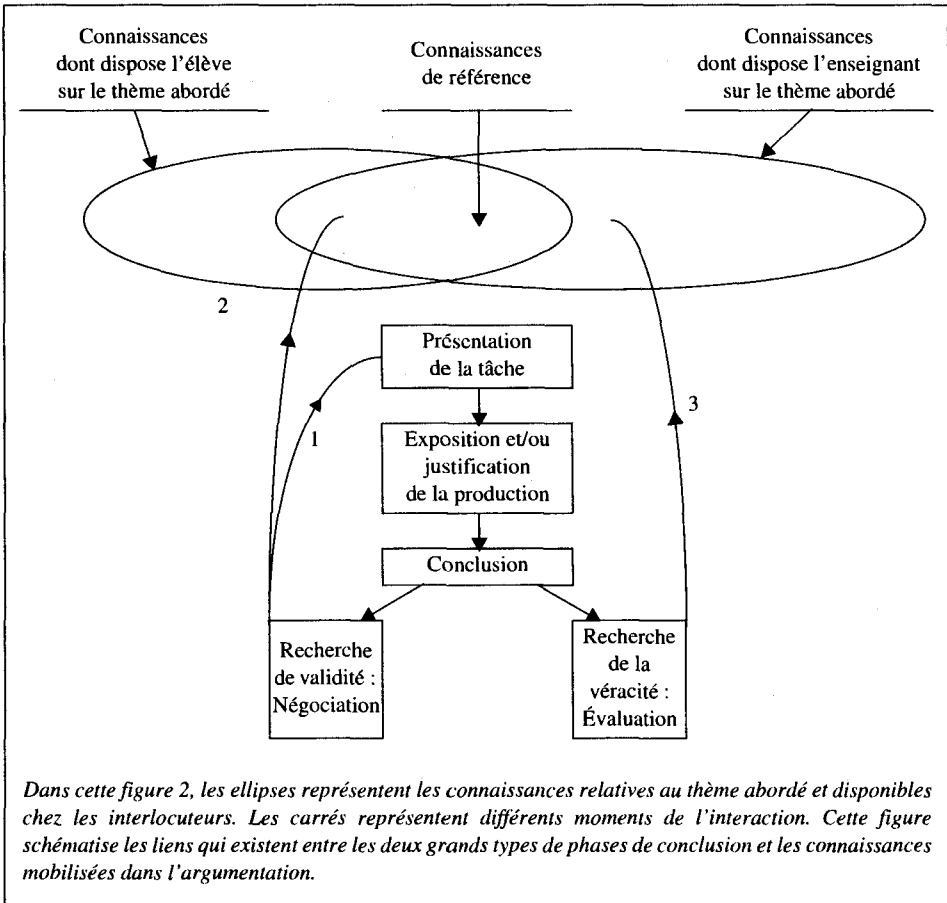 Connaissances
dont dispose l'élève
sur le thème abordé
Connaissances
de référence
Connaissances
dont dispose l'enseignant
sur le thème abordé
2
Présentation
de la tâche
3
1
Exposition et/ou
justification
de la production
Conclusion
Recherche
de validité :
Négociation
Recherche
de la
véracité :
Évaluation
Dans cette figure 2, les ellipses représentent les connaissances relatives au thème abordé et disponibles
chez les interlocuteurs. Les carrés représentent différents moments de l'interaction. Cette figure
schématise les liens qui existent entre les deux grands types de phases de conclusion et les connaissances
mobilisées dans l'argumentation.